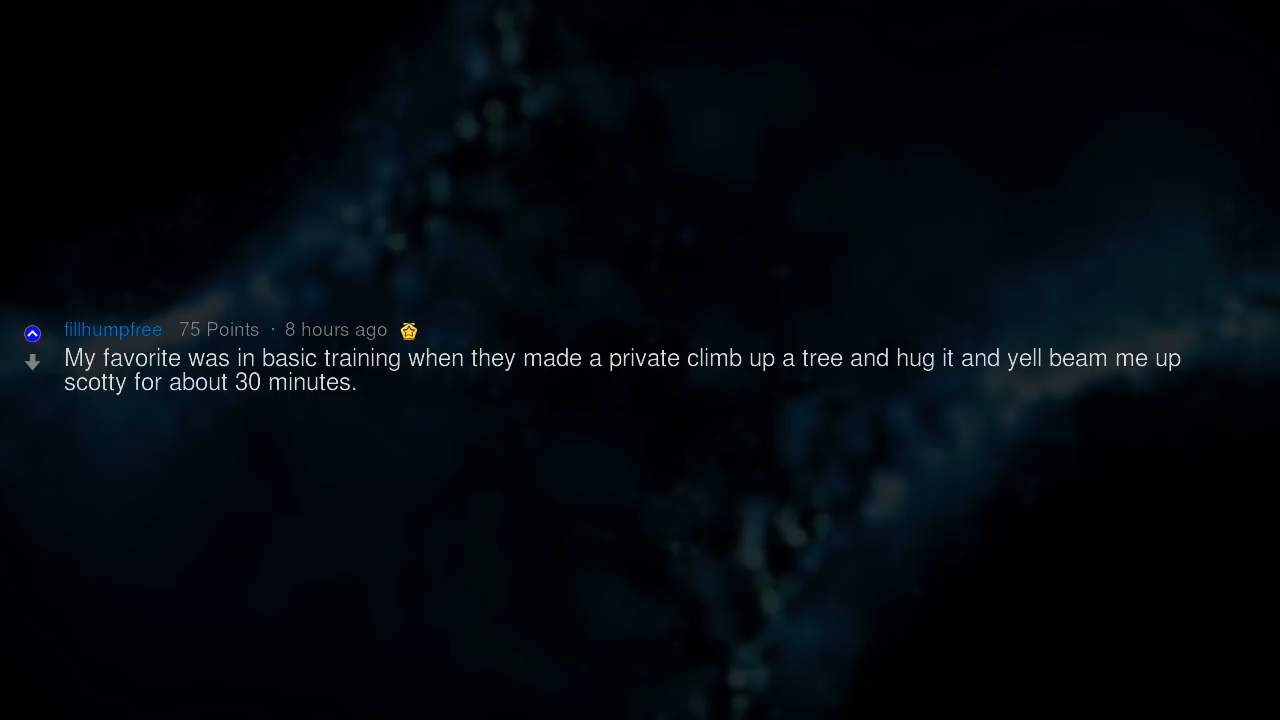 fillhumpfree 75 Points · 8 hours ago
My favorite was in basic training when they made a private climb up a tree and hug it and yell beam me up
scotty for about 30 minutes.